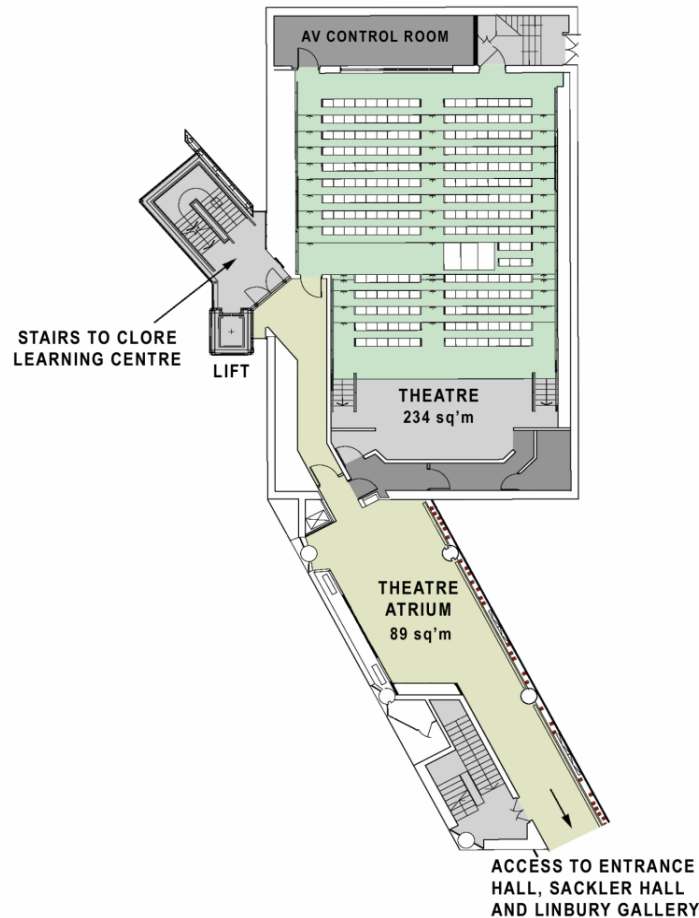 AV CONTROL ROOM
STAIRS TO CLORE
LEARNING CENTRE
LIFT
THEATRE
234 sq'm
THEATRE
ATRIUM
89 sq'm
ACCESS TO ENTRANCE
HALL, SACKLER HALL
AND LINBURY GALLERY